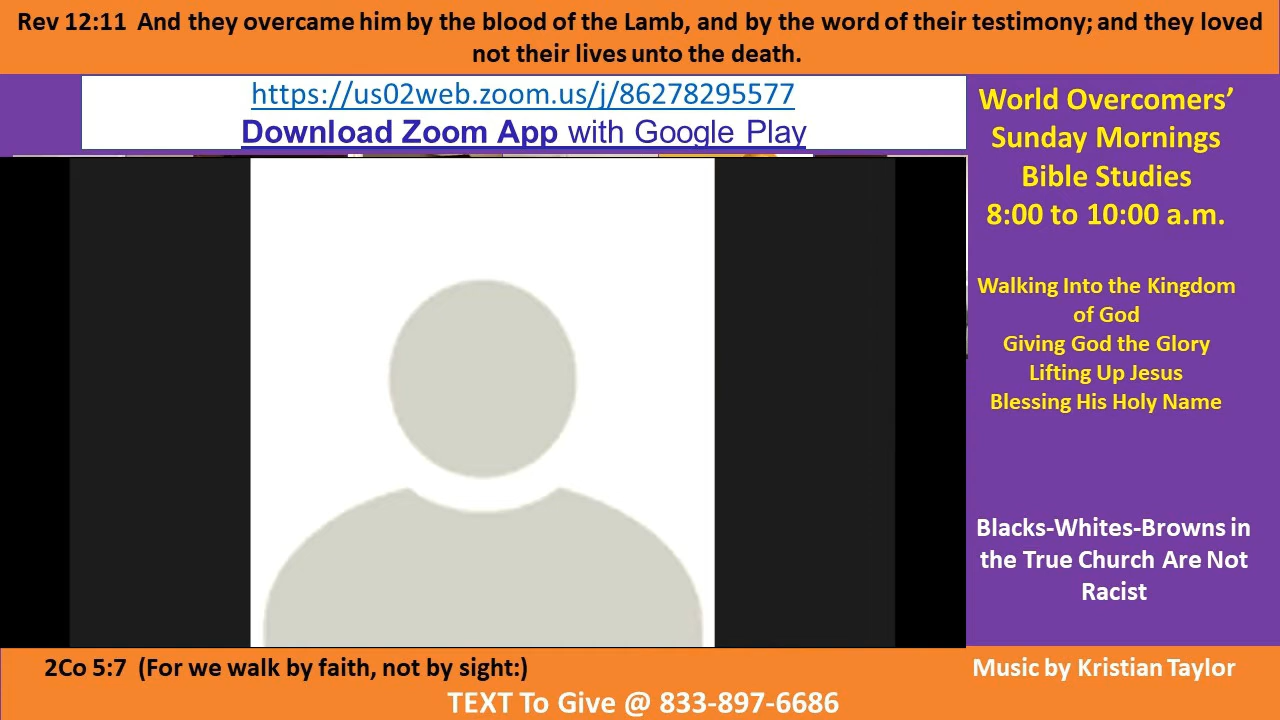 Rev 12:11  And they overcame him by the blood of the Lamb, and by the word of their testimony; and they loved
not their lives unto the death.
https://us02web.zoom.us/j/86278295577
Download Zoom App with Google Play
World Overcomers’
Sunday Mornings
Bible Studies
8:00 to 10:00 a.m.
Walking Into the Kingdom
of God
Giving God the Glory
Lifting Up Jesus
Blessing His Holy Name
Blacks-Whites-Browns in
the True Church Are Not
Racist
2Co 5:7  (For we walk by faith, not by sight:)
Music by Kristian Taylor
TEXT To Give @ 833-897-6686